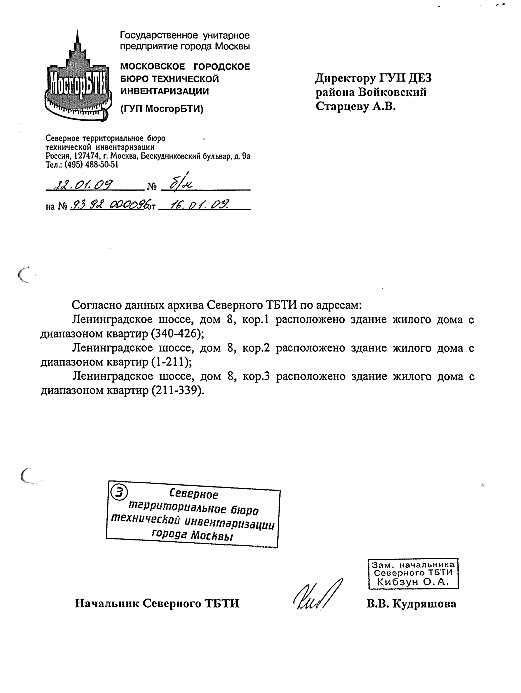 Государственное унитарное
предприятие города Москвы
МОСКОВСКОЕ ГОРОДСКОЕ
БЮРО ТЕХНИЧЕСКОЙ
ИНВЕНТАРИЗАЦИИ
(ГУП МосгорБТИ)
МосгорБТИ
Директору ГУП ДЕЗ
района Войковский
Старцеву А.В.
Северное территориальное бюро
технической инвентаризации
Россия, 127474, г. Москва, Бескудниковский бульвар, д. 9а
Тел.: (495) 488-50-51
22.01.09 № б/н
на № 9392 000096 от 16.01.09.
Согласно данных архива Северного ТБТИ по адресам:
Ленинградское шоссе, дом 8, кор.1 расположено здание жилого дома с
диапазоном квартир (340-426);
Ленинградское шоссе, дом 8, кор.2 расположено здание жилого дома с
диапазоном квартир (1-211);
Ленинградское шоссе, дом 8, кор.3 расположено здание жилого дома с
диапазоном квартир (211-339).
3 Северное
территориальное бюро
технической инвентаризации
города Москвы
Зам. начальника
Северного ТБТИ
Кибзун О.А.
Начальник Северного ТБТИ
В.В. Кудряшова